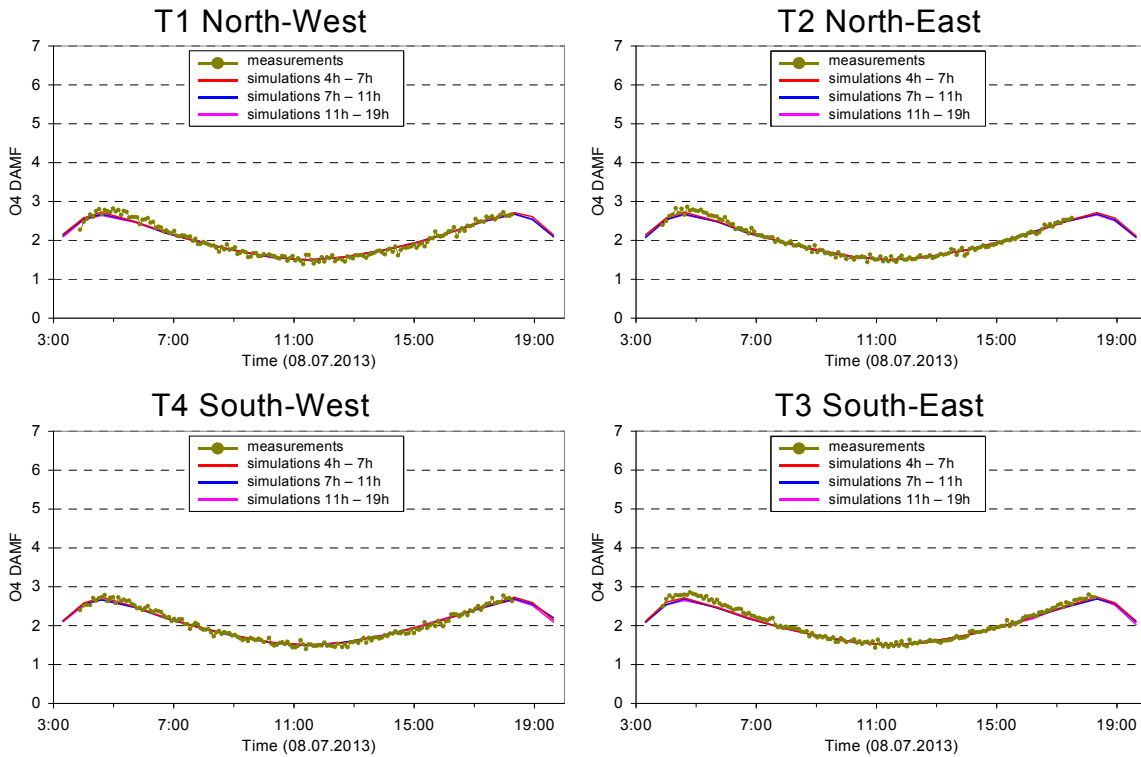 T1 North-West
7
6
5
4
3
2
1
0
O4 DAMF
measurements
simulations 4h – 7h
simulations 7h – 11h
simulations 11h – 19h
3:00 7:00 11:00 15:00 19:00
Time (08.07.2013)
T2 North-East
7
6
5
4
3
2
1
0
O4 DAMF
measurements
simulations 4h – 7h
simulations 7h – 11h
simulations 11h – 19h
3:00 7:00 11:00 15:00 19:00
Time (08.07.2013)
T4 South-West
7
6
5
4
3
2
1
0
O4 DAMF
measurements
simulations 4h – 7h
simulations 7h – 11h
simulations 11h – 19h
3:00 7:00 11:00 15:00 19:00
Time (08.07.2013)
T3 South-East
7
6
5
4
3
2
1
0
O4 DAMF
measurements
simulations 4h – 7h
simulations 7h – 11h
simulations 11h – 19h
3:00 7:00 11:00 15:00 19:00
Time (08.07.2013)